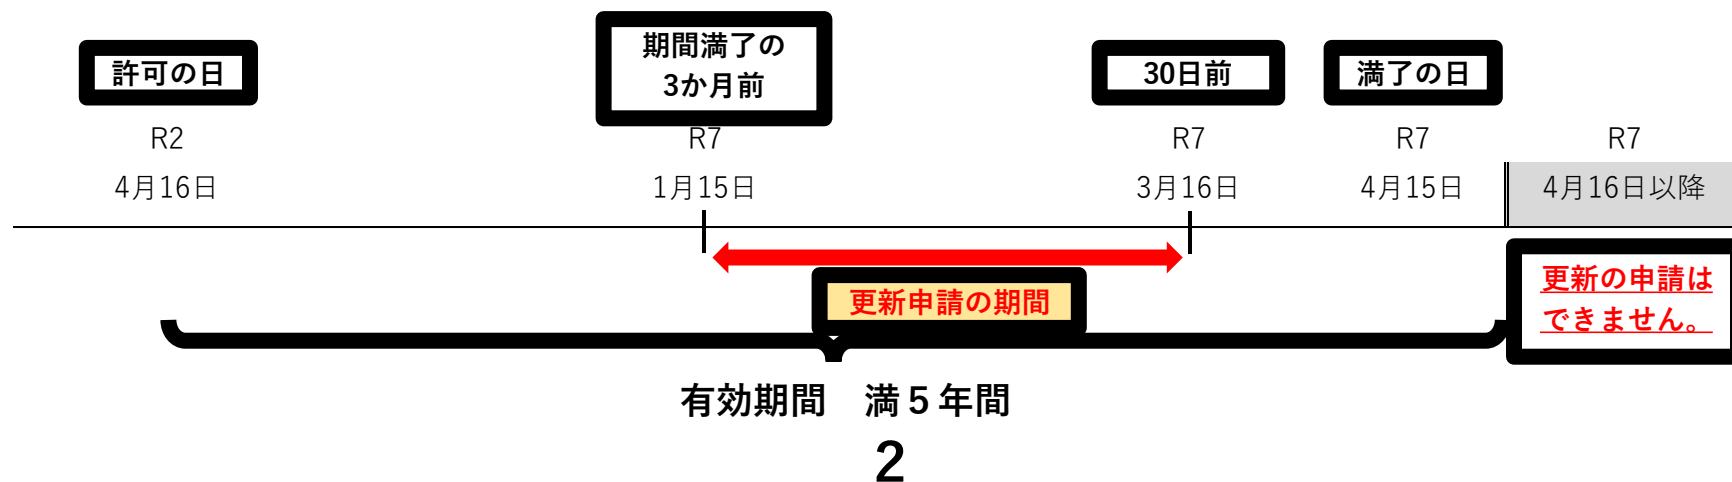 許可の日
期間満了の
3か月前
30日前
満了の日
R2
R7
R7
R7
R7
4月16日
1月15日
3月16日
4月15日
4月16日以降
更新申請の期間
更新の申請は
できません。
有効期間　満５年間
2